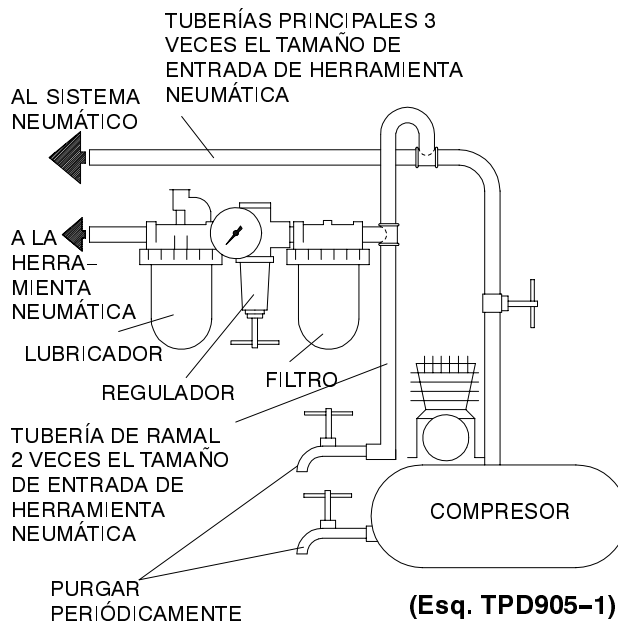 TUBERÍAS PRINCIPALES 3
VECES EL TAMAÑO DE
ENTRADA DE HERRAMIENTA
NEUMÁTICA
AL SISTEMA
NEUMÁTICO
A LA
HERRA–
MIENTA
NEUMÁTICA
LUBRICADOR
REGULADOR
FILTRO
TUBERÍA DE RAMAL
2 VECES EL TAMAÑO
DE ENTRADA DE
HERRAMIENTA
NEUMÁTICA
COMPRESOR
PURGAR
PERIÓDICAMENTE
(Esq. TPD905–1)